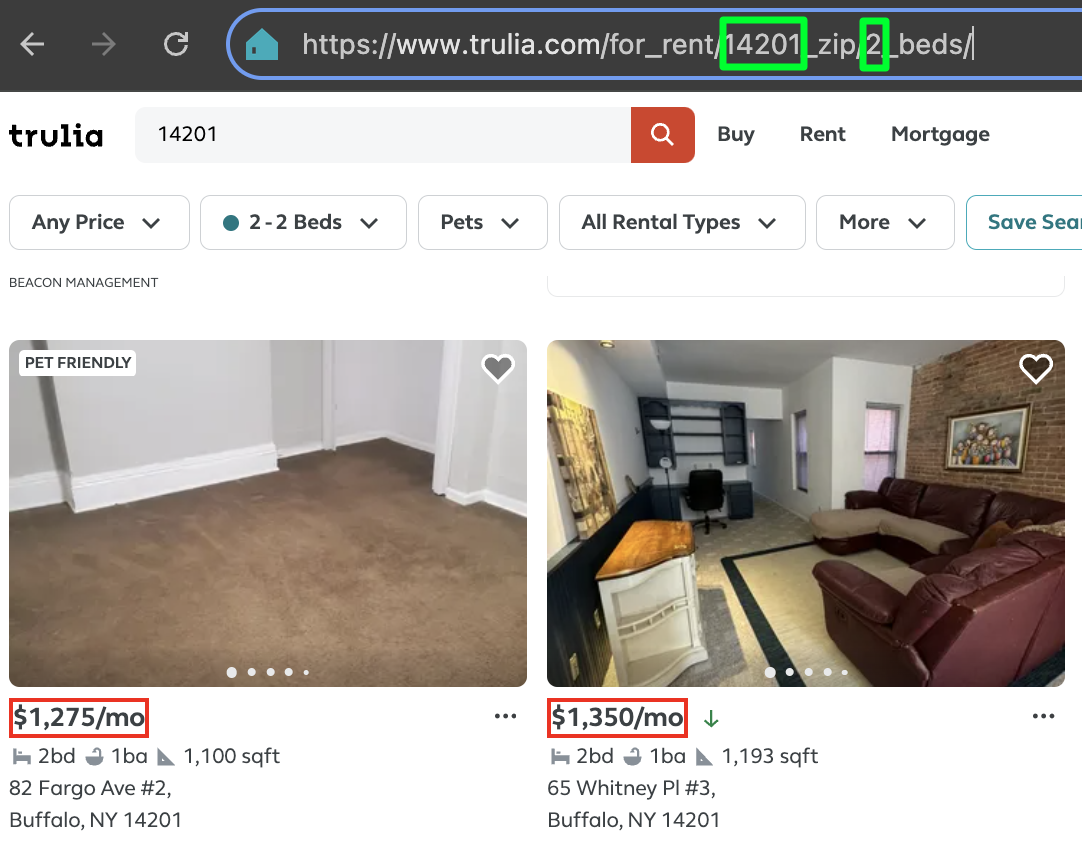 https://www.trulia.com/for_rent/14201_zip/2_beds/
trulia
14201
Buy Rent Mortgage
Any Price 2 - 2 Beds Pets All Rental Types More Save Sear
BEACON MANAGEMENT
PET FRIENDLY
$1,275/mo
2bd 1ba 1,100 sqft
82 Fargo Ave #2,
Buffalo, NY 14201
$1,350/mo
2bd 1ba 1,193 sqft
65 Whitney Pl #3,
Buffalo, NY 14201